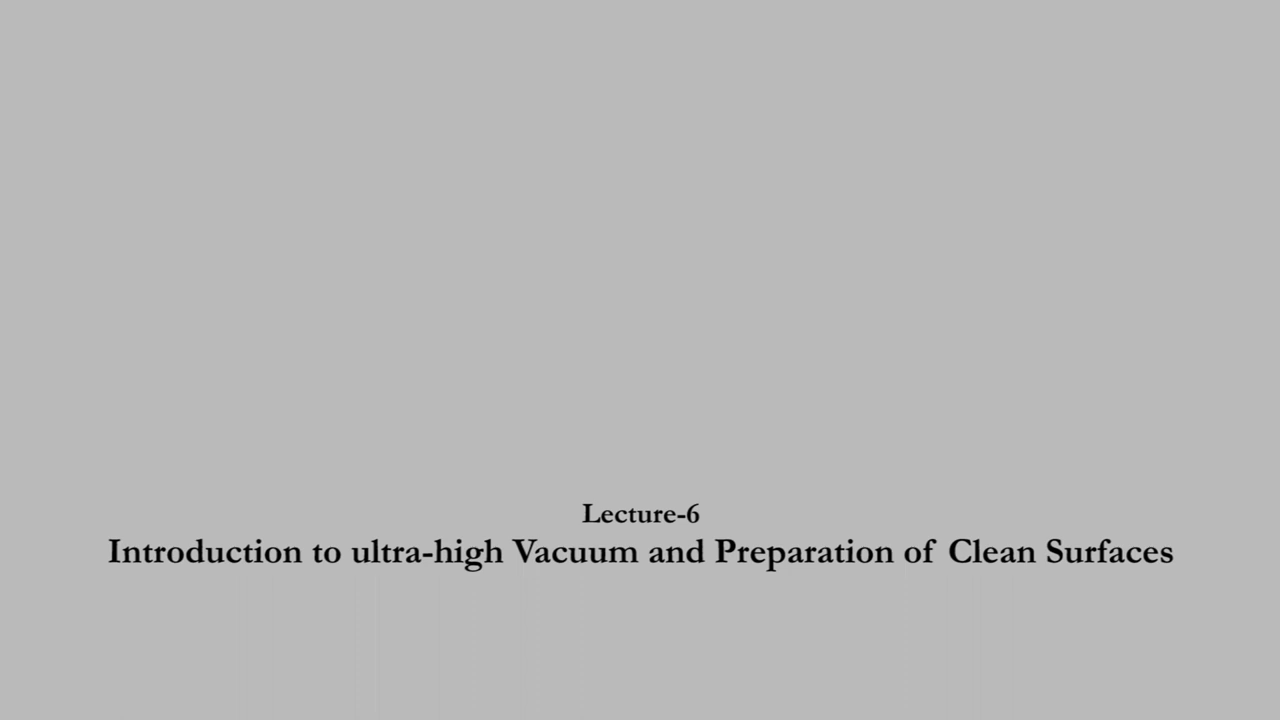 Lecture-6
Introduction to ultra-high Vacuum and Preparation of Clean Surfaces